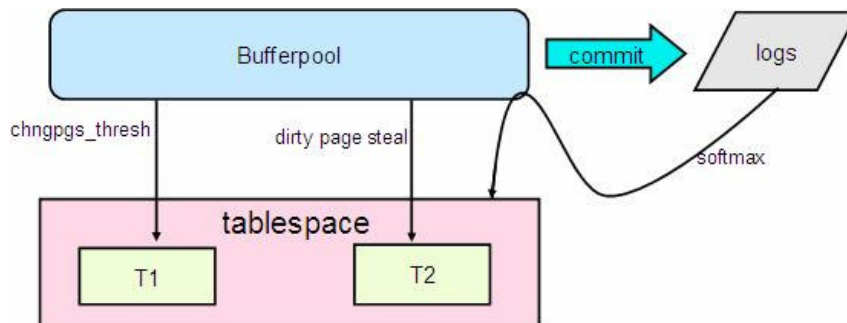 Bufferpool
commit
logs
chngpgs_thresh
dirty page steal
softmax
tablespace
T1
T2